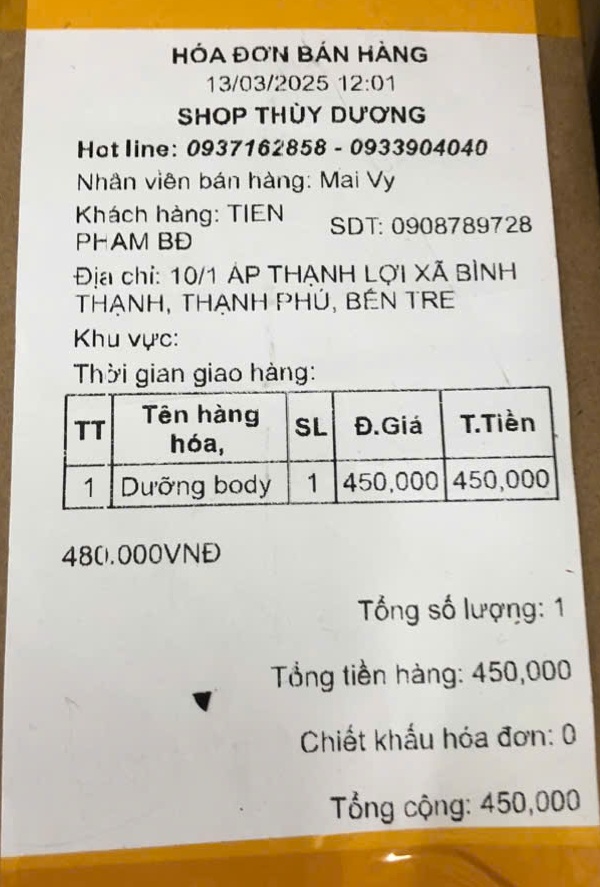 HÓA ĐƠN BÁN HÀNG
13/03/2025 12:01
SHOP THÙY DƯƠNG
Hot line: 0937162858 - 0933904040
Nhân viên bán hàng: Mai Vy
Khách hàng: TIEN PHAM BĐ
SDT: 0908789728
Địa chỉ: 10/1 ÁP THẠNH LỢI XÃ BÌNH
THẠNH, THẠNH PHÚ, BẾN TRE
Khu vực:
Thời gian giao hàng:
TT Tên hàng hóa, SL Đ.Giá T.Tiền
1 Dưỡng body 1 450,000 450,000
480.000VNĐ
Tổng số lượng: 1
Tổng tiền hàng: 450,000
Chiết khấu hóa đơn: 0
Tổng cộng: 450,000